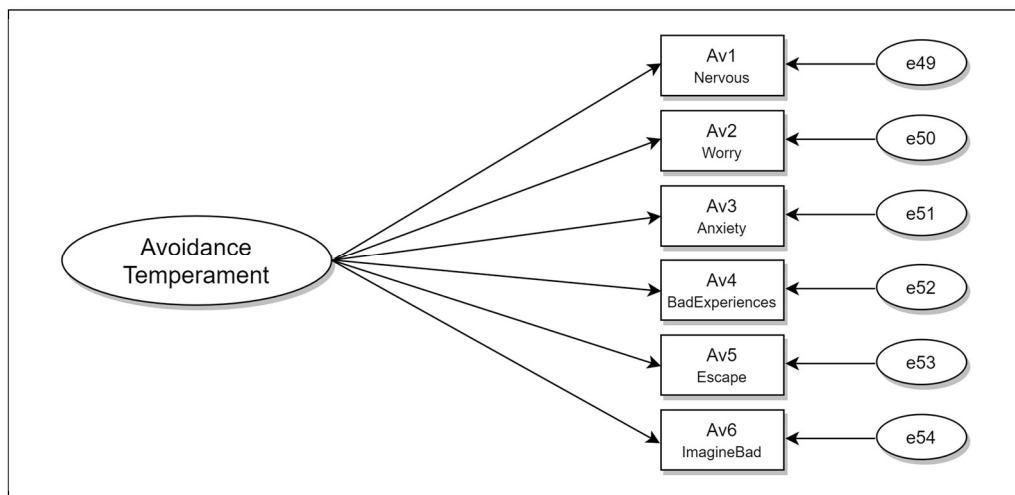 Av1
Nervous
e49
Av2
Worry
e50
Av3
Anxiety
e51
Avoidance
Temperament
Av4
BadExperiences
e52
Av5
Escape
e53
Av6
ImagineBad
e54